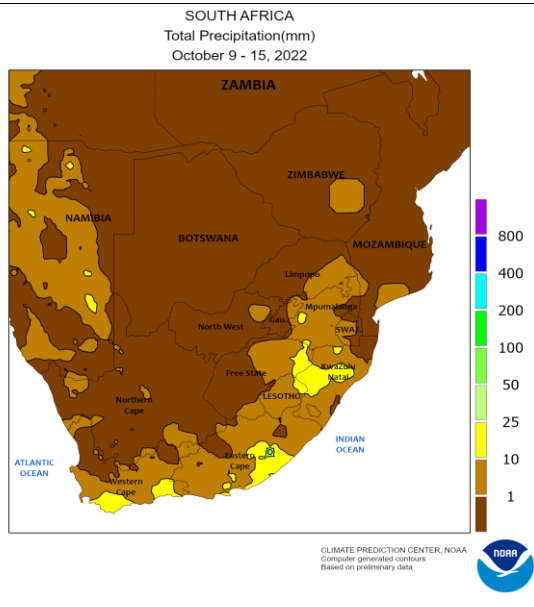 SOUTH AFRICA
Total Precipitation(mm)
October 9 - 15, 2022
ZAMBIA
ZIMBABWE
NAMIBIA
BOTSWANA
MOZAMBIQUE
Limpopo
Mpumalanga
North West
Gau.
SWAZ.
Free State
KwaZulu
Natal
LESOTHO
Northern
Cape
Eastern
Cape
Western
Cape
ATLANTIC
OCEAN
INDIAN
OCEAN
800
400
200
100
50
25
10
1
CLIMATE PREDICTION CENTER, NOAA
Computer generated contours
Based on preliminary data
NOAA